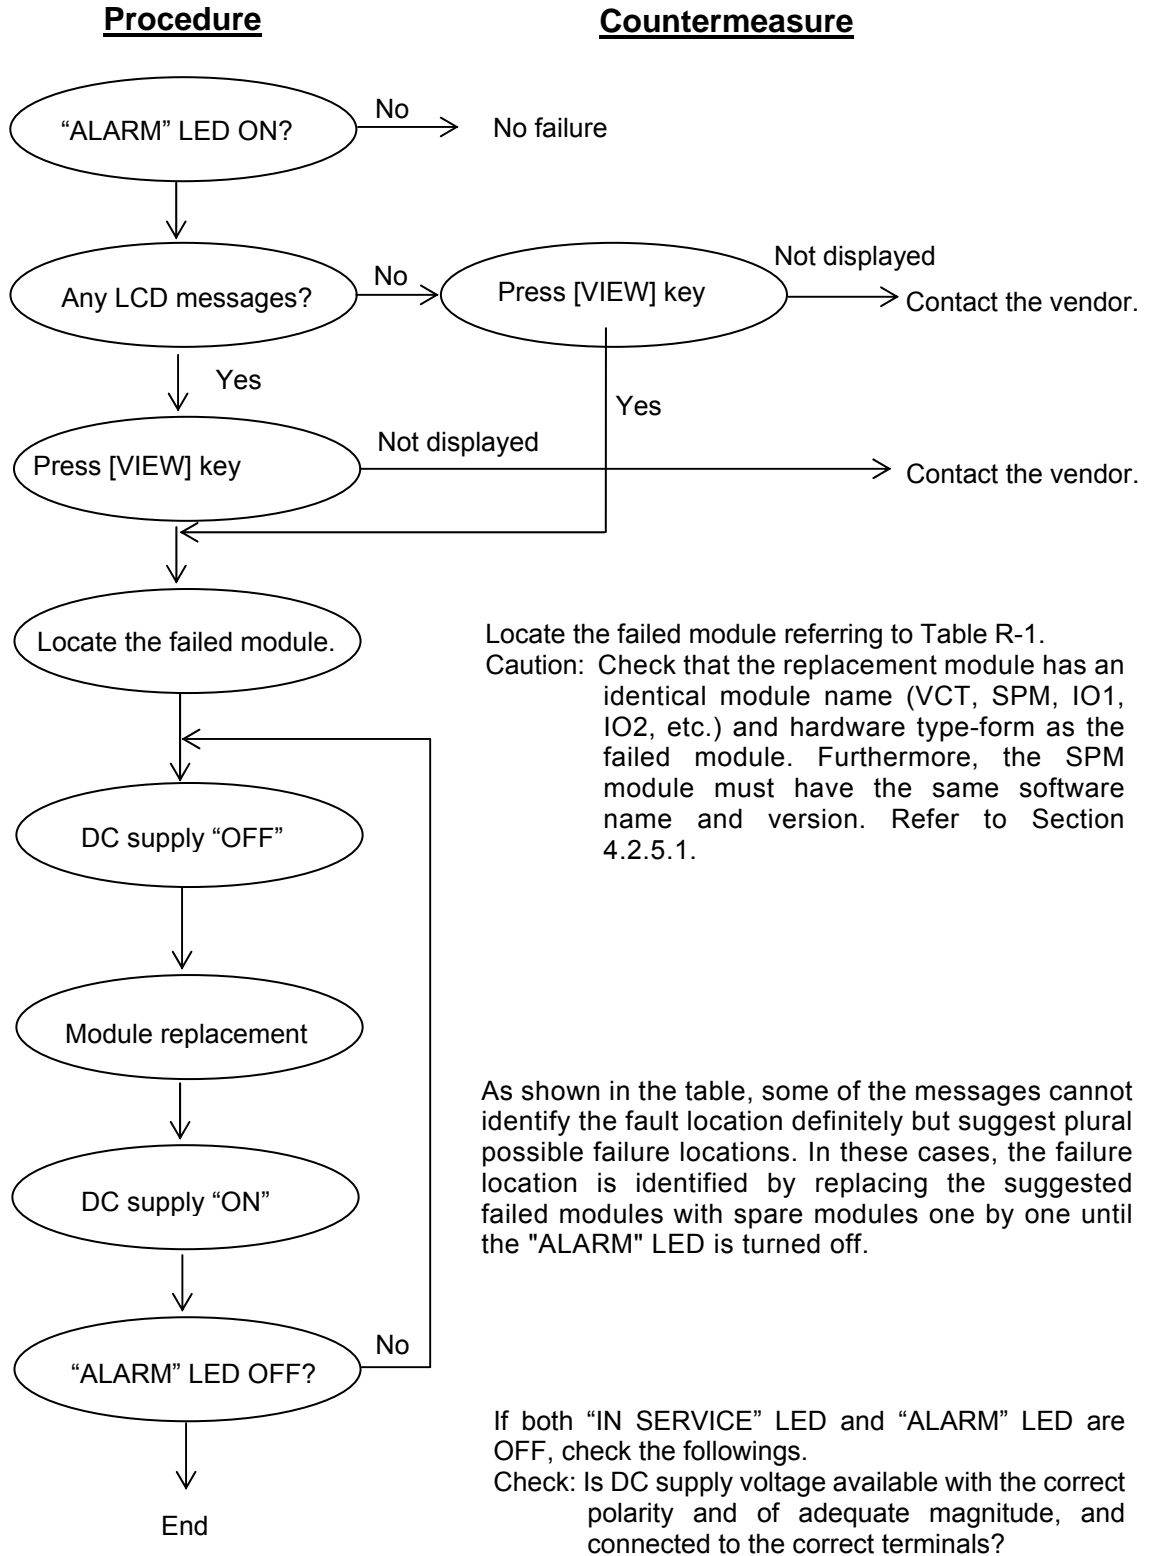 Procedure
Countermeasure
“ALARM” LED ON?
No
No failure
Any LCD messages?
No
Press [VIEW] key
Not displayed
Contact the vendor.
Yes
Yes
Press [VIEW] key
Not displayed
Contact the vendor.
Locate the failed module.
Locate the failed module referring to Table R-1.
Caution: Check that the replacement module has an
identical module name (VCT, SPM, IO1,
IO2, etc.) and hardware type-form as the
failed module. Furthermore, the SPM
module must have the same software
name and version. Refer to Section
4.2.5.1.
DC supply “OFF”
Module replacement
As shown in the table, some of the messages cannot
identify the fault location definitely but suggest plural
possible failure locations. In these cases, the failure
location is identified by replacing the suggested
failed modules with spare modules one by one until
the "ALARM" LED is turned off.
DC supply “ON”
“ALARM” LED OFF?
No
If both “IN SERVICE” LED and “ALARM” LED are
OFF, check the followings.
Check: Is DC supply voltage available with the correct
polarity and of adequate magnitude, and
connected to the correct terminals?
End